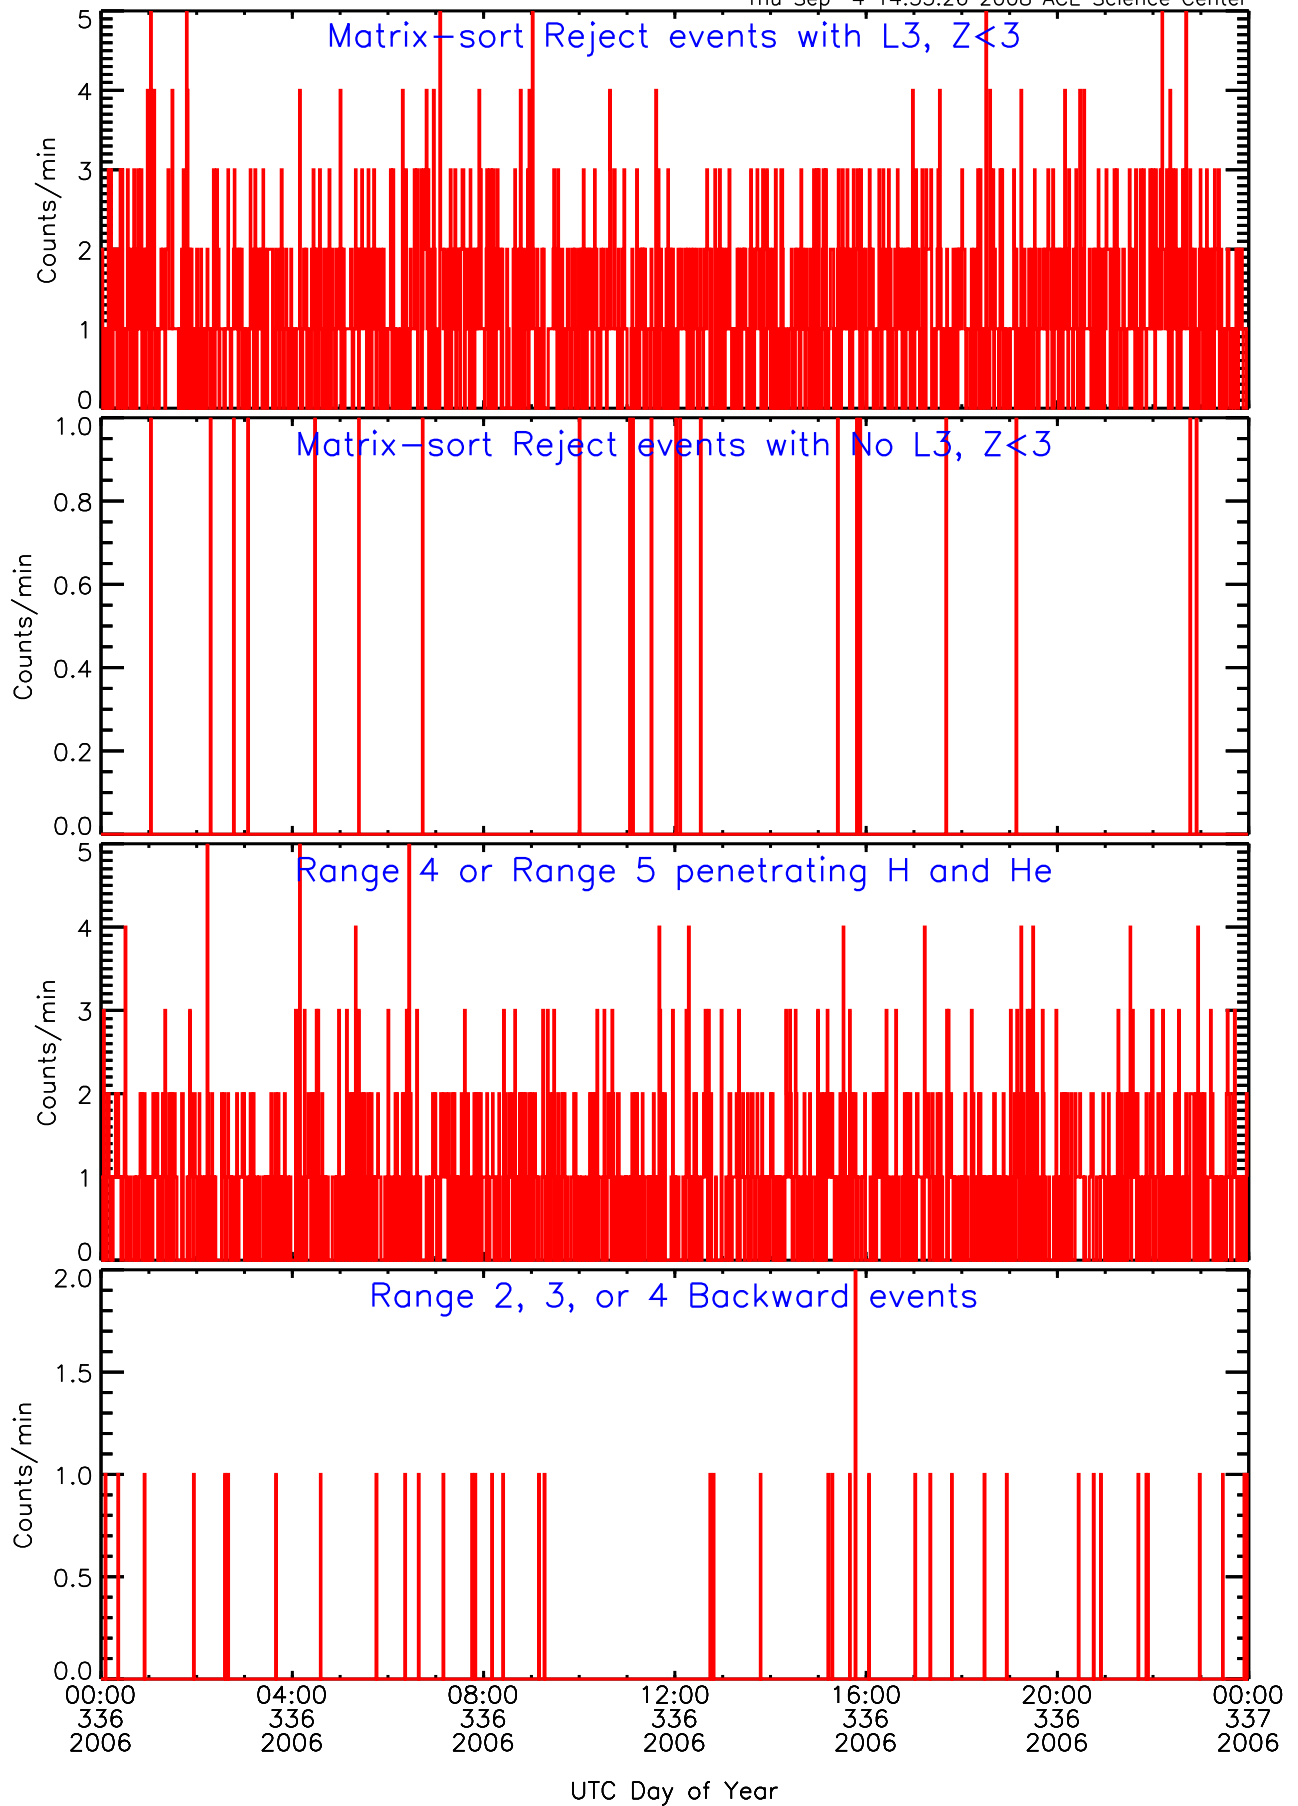 Matrix-sort Reject events with L3, Z<3
5
4
3
2
1
0
Counts/min
Matrix-sort Reject events with No L3, Z<3
1.0
0.8
0.6
0.4
0.2
0.0
Counts/min
Range 4 or Range 5 penetrating H and He
5
4
3
2
1
0
Counts/min
Range 2, 3, or 4 Backward events
2.0
1.5
1.0
0.5
0.0
Counts/min
00:00 04:00 08:00 12:00 16:00 20:00 00:00
336 336 336 336 336 336 337
2006 2006 2006 2006 2006 2006 2006
UTC Day of Year